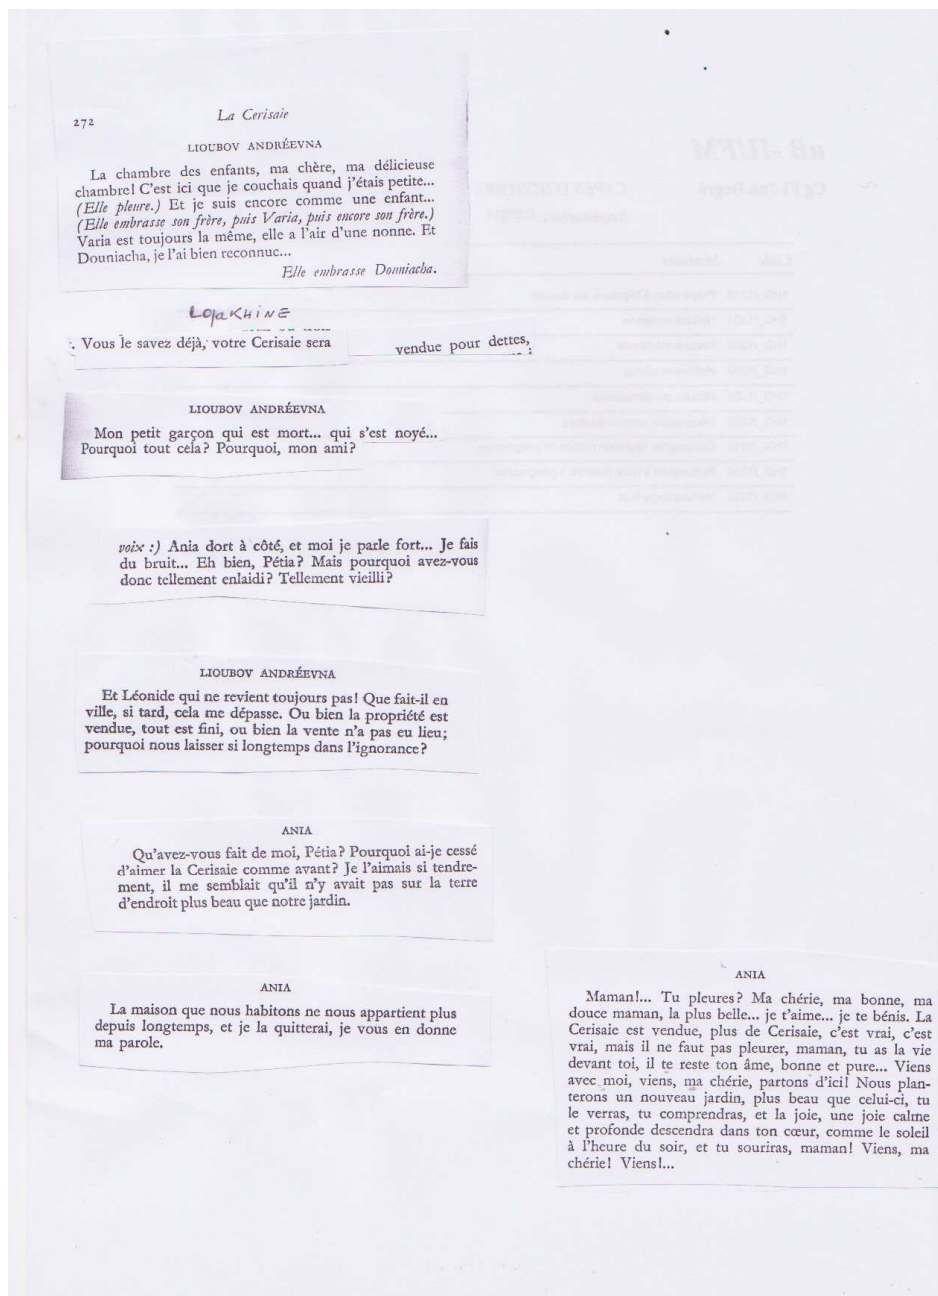 272 La Cerisaie
LIOUBOV ANDRÉEVNA
La chambre des enfants, ma chère, ma délicieuse
chambre! C'est ici que je couchais quand j'étais petite...
(Elle pleure.) Et je suis encore comme une enfant...
(Elle embrasse son frère, puis Varia, puis encore son frère.)
Varia est toujours la même, elle a l'air d'une nonne. Et
Douniacha, je l'ai bien reconnue...
Elle embrasse Douniacha.
LOPAKHINE
Vous le savez déjà, votre Cerisaie sera vendue pour dettes,
LIOUBOV ANDRÉEVNA
Mon petit garçon qui est mort... qui s'est noyé...
Pourquoi tout cela? Pourquoi, mon ami?
voix :) Ania dort à côté, et moi je parle fort... Je fais
du bruit... Eh bien, Pétia? Mais pourquoi avez-vous
donc tellement enlaidi? Tellement vieilli?
LIOUBOV ANDRÉEVNA
Et Léonide qui ne revient toujours pas! Que fait-il en
ville, si tard, cela me dépasse. Ou bien la propriété est
vendue, tout est fini, ou bien la vente n'a pas eu lieu;
pourquoi nous laisser si longtemps dans l'ignorance?
ANIA
Qu'avez-vous fait de moi, Pétia? Pourquoi ai-je cessé
d'aimer la Cerisaie comme avant? Je l'aimais si tendre-
ment, il me semblait qu'il n'y avait pas sur la terre
d'endroit plus beau que notre jardin.
ANIA
La maison que nous habitons ne nous appartient plus
depuis longtemps, et je la quitterai, je vous en donne
ma parole.
ANIA
Maman!... Tu pleures? Ma chérie, ma bonne, ma
douce maman, la plus belle... je t'aime... je te bénis. La
Cerisaie est vendue, plus de Cerisaie, c'est vrai, c'est
vrai, mais il ne faut pas pleurer, maman, tu as la vie
devant toi, il te reste ton âme, bonne et pure... Viens
avec moi, viens, ma chérie, partons d'ici! Nous plan-
terons un nouveau jardin, plus beau que celui-ci, tu
le verras, tu comprendras, et la joie, une joie calme
et profonde descendra dans ton cœur, comme le soleil
à l'heure du soir, et tu souriras, maman! Viens, ma
chérie! Viens!...